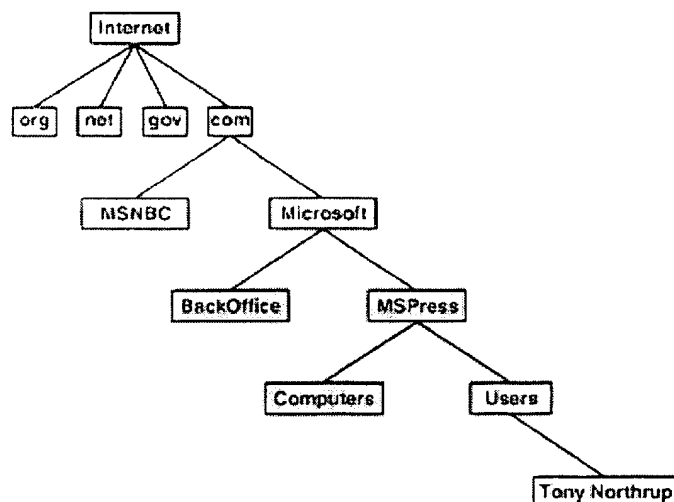 Internet
org net gov com
MSNBC Microsoft
BackOffice MSPress
Computers Users
Tony Northrup